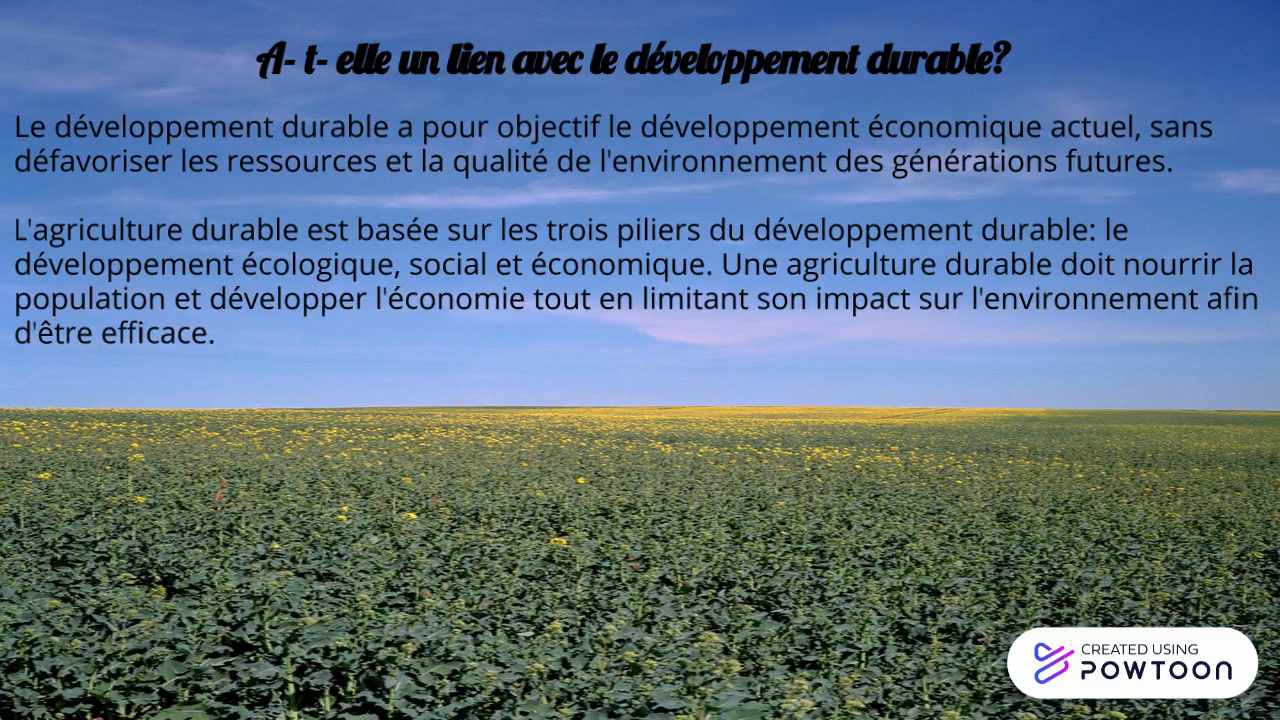 A- t- elle un lien avec le développement durable?
Le développement durable a pour objectif le développement économique actuel, sans
défavoriser les ressources et la qualité de l'environnement des générations futures.
L'agriculture durable est basée sur les trois piliers du développement durable: le
développement écologique, social et économique. Une agriculture durable doit nourrir la
population et développer l'économie tout en limitant son impact sur l'environnement afin
d'être efficace.
CREATED USING
POWTOON